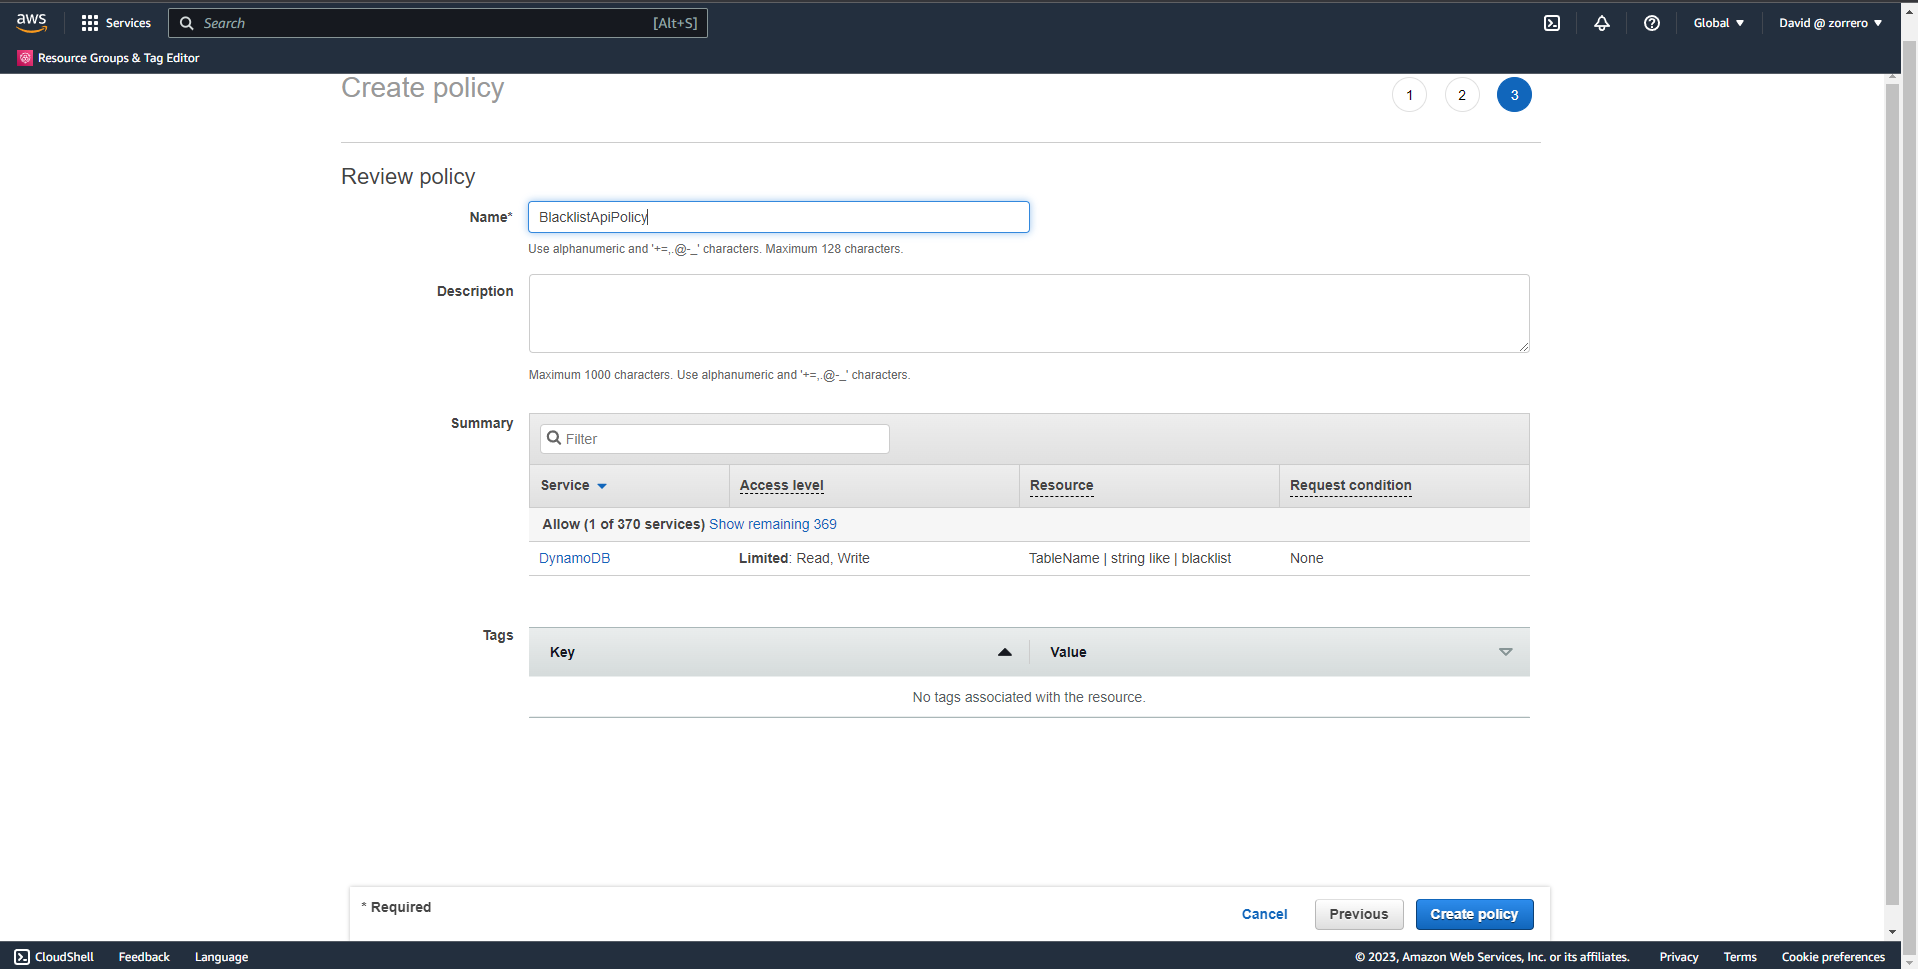 aws Services Search [Alt+S] Global David @ zorrero
Resource Groups & Tag Editor
Create policy 1 2 3
Review policy
Name* BlacklistApiPolicy
Use alphanumeric and '+=,.@-_' characters. Maximum 128 characters.
Description
Maximum 1000 characters. Use alphanumeric and '+=,.@-_' characters.
Summary Filter
Service Access level Resource Request condition
Allow (1 of 370 services) Show remaining 369
DynamoDB Limited: Read, Write TableName | string like | blacklist None
Tags
Key Value
No tags associated with the resource.
* Required Cancel Previous Create policy
CloudShell Feedback Language © 2023, Amazon Web Services, Inc. or its affiliates. Privacy Terms Cookie preferences